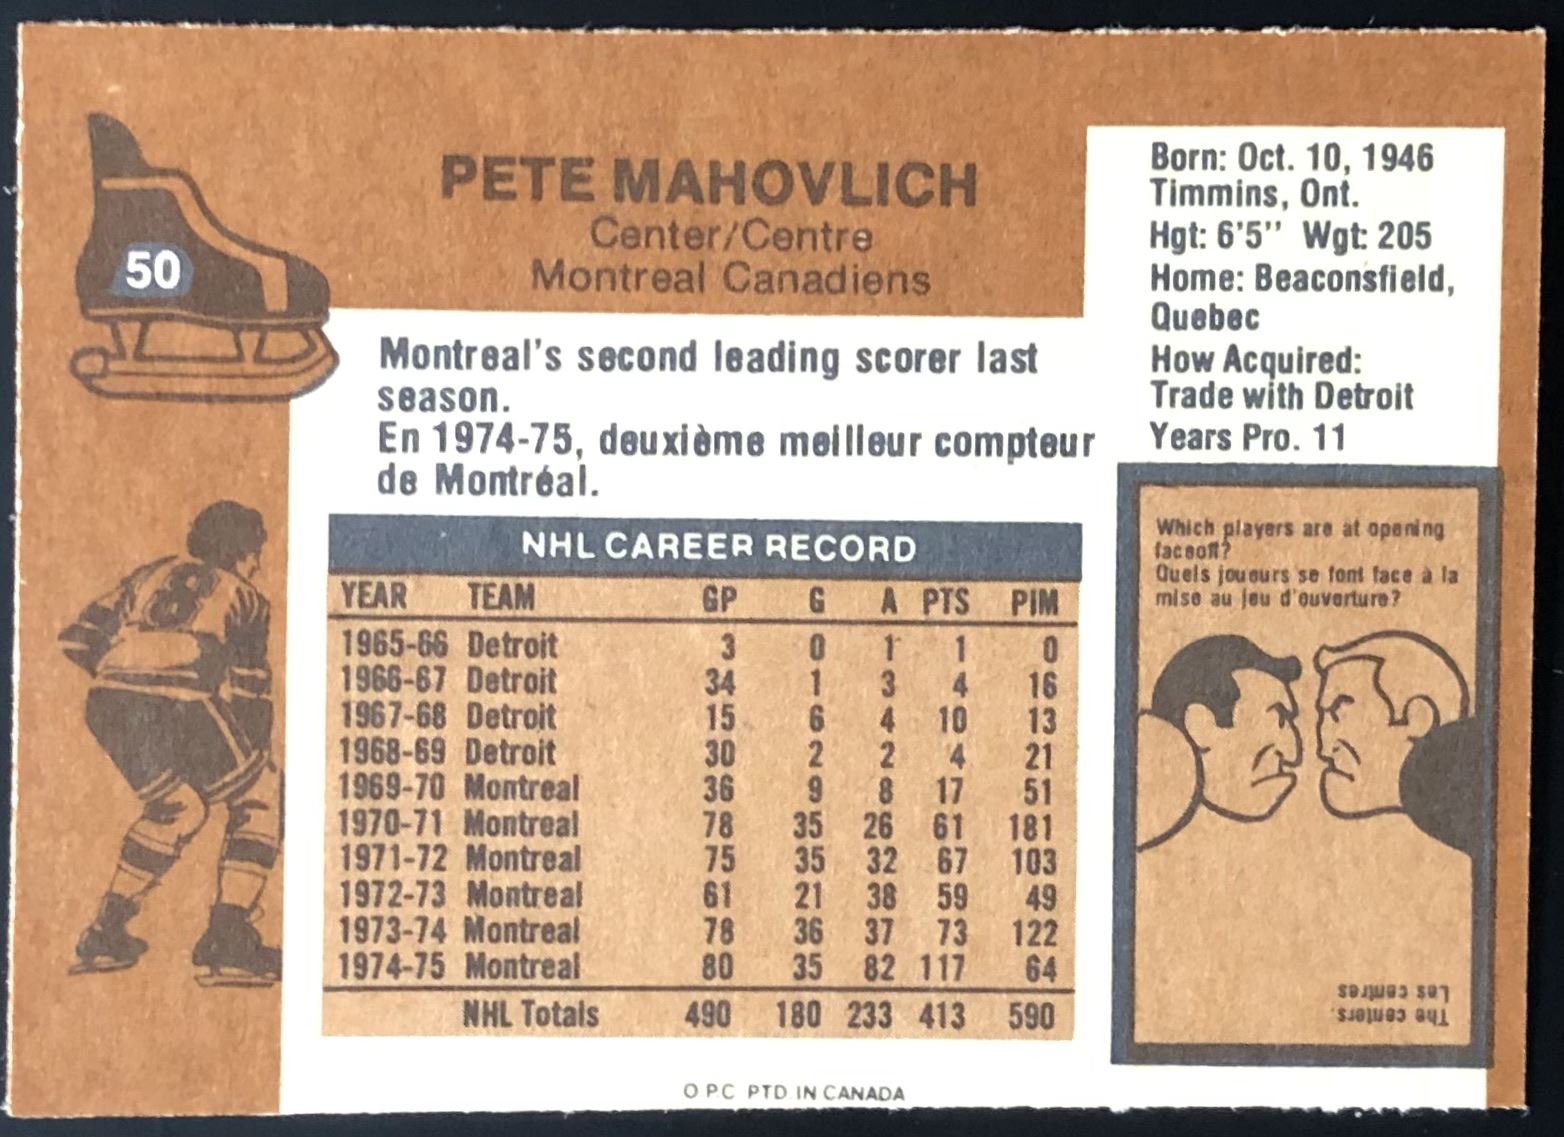 50
PETE MAHOVLICH
Center/Centre
Montreal Canadiens
Born: Oct. 10, 1946
Timmins, Ont.
Hgt: 6'5" Wgt: 205
Home: Beaconsfield,
Quebec
How Acquired:
Trade with Detroit
Years Pro. 11
Montreal's second leading scorer last
season.
En 1974-75, deuxième meilleur compteur
de Montréal.
NHL CAREER RECORD
YEAR TEAM GP G A PTS PIM
1965-66 Detroit 3 0 1 1 0
1966-67 Detroit 34 1 3 4 16
1967-68 Detroit 15 6 4 10 13
1968-69 Detroit 30 2 2 4 21
1969-70 Montreal 36 9 8 17 51
1970-71 Montreal 78 35 26 61 181
1971-72 Montreal 75 35 32 67 103
1972-73 Montreal 61 21 38 59 49
1973-74 Montreal 78 36 37 73 122
1974-75 Montreal 80 35 82 117 64
NHL Totals 490 180 233 413 590
Which players are at opening
faceoff?
Quels joueurs se font face à la
mise au jeu d'ouverture?
The centers.
Les centres
8
O.P.C. PTD. IN CANADA